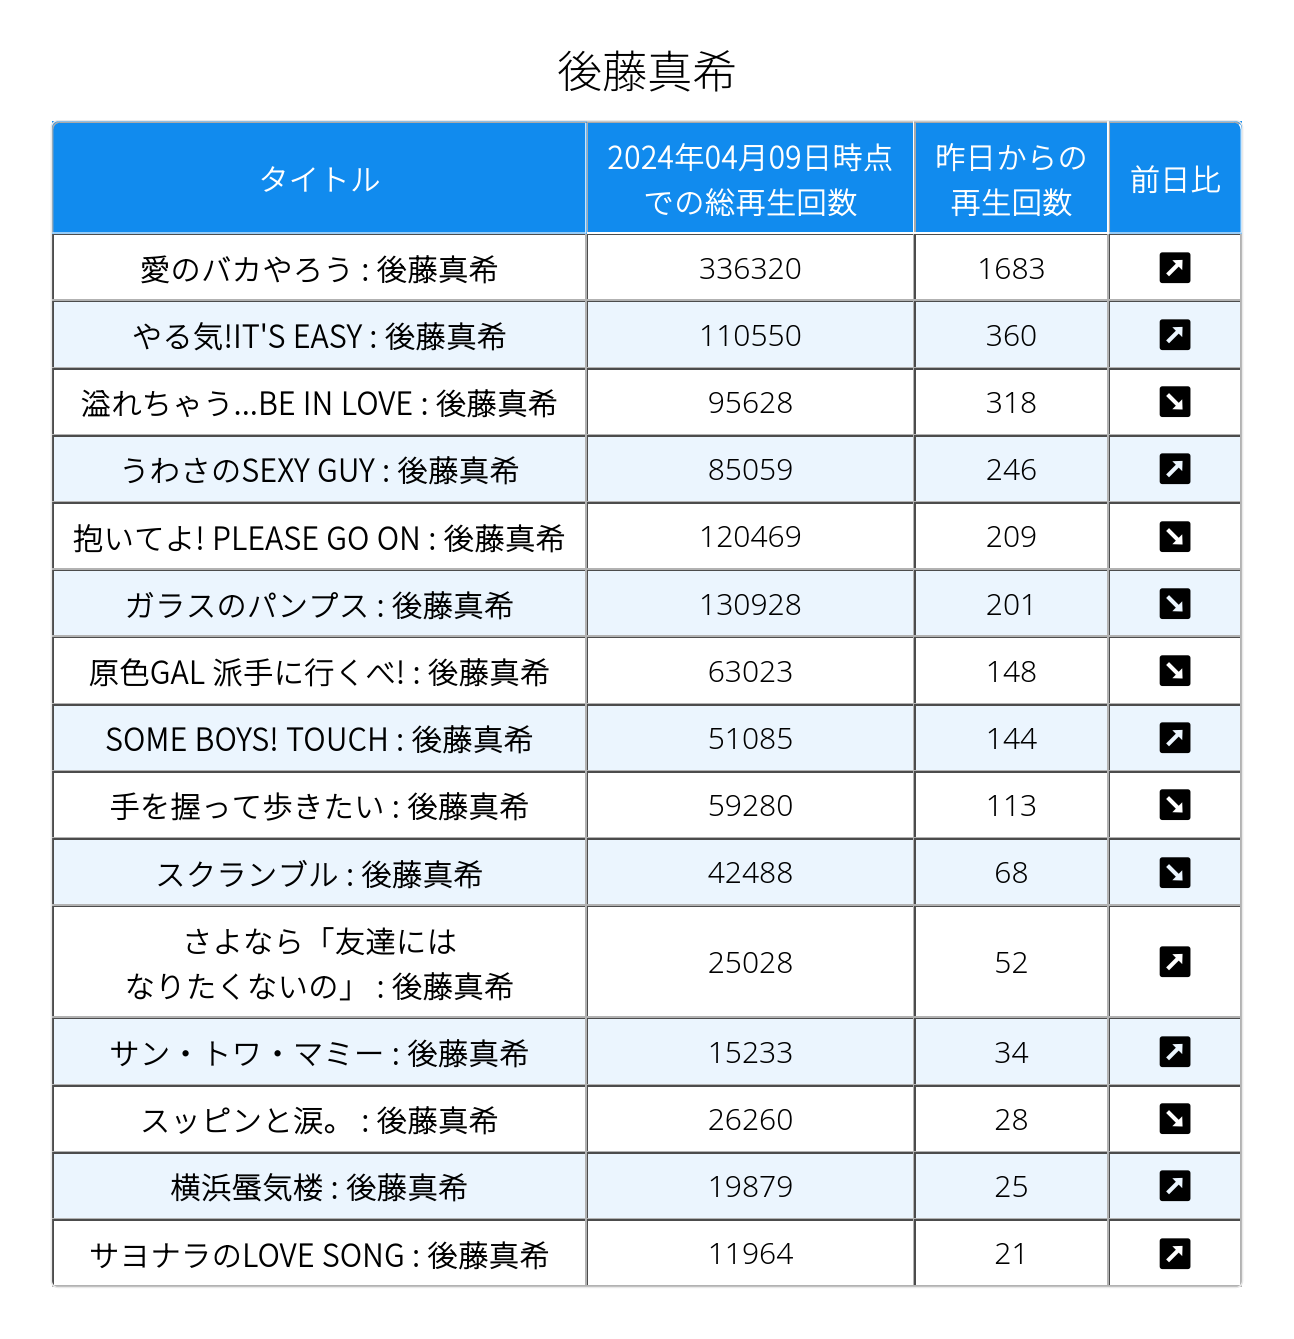 後藤真希
タイトル
2024年04月09日時点
での総再生回数
昨日からの
再生回数
前日比
愛のバカやろう : 後藤真希 336320 1683
やる気!IT'S EASY : 後藤真希 110550 360
溢れちゃう...BE IN LOVE : 後藤真希 95628 318
うわさのSEXY GUY : 後藤真希 85059 246
抱いてよ! PLEASE GO ON : 後藤真希 120469 209
ガラスのパンプス : 後藤真希 130928 201
原色GAL 派手に行くべ! : 後藤真希 63023 148
SOME BOYS! TOUCH : 後藤真希 51085 144
手を握って歩きたい : 後藤真希 59280 113
スクランブル : 後藤真希 42488 68
さよなら「友達には
なりたくないの」 : 後藤真希 25028 52
サン・トワ・マミー : 後藤真希 15233 34
スッピンと涙。 : 後藤真希 26260 28
横浜蜃気楼 : 後藤真希 19879 25
サヨナラのLOVE SONG : 後藤真希 11964 21